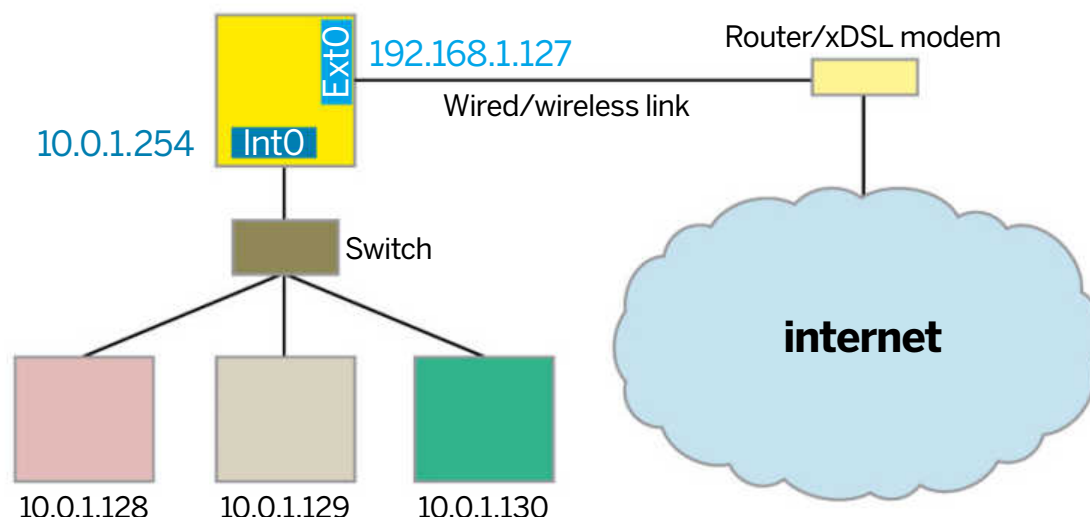 Ext0
192.168.1.127
Router/xDSL modem
Wired/wireless link
10.0.1.254
Int0
Switch
internet
10.0.1.128
10.0.1.129
10.0.1.130